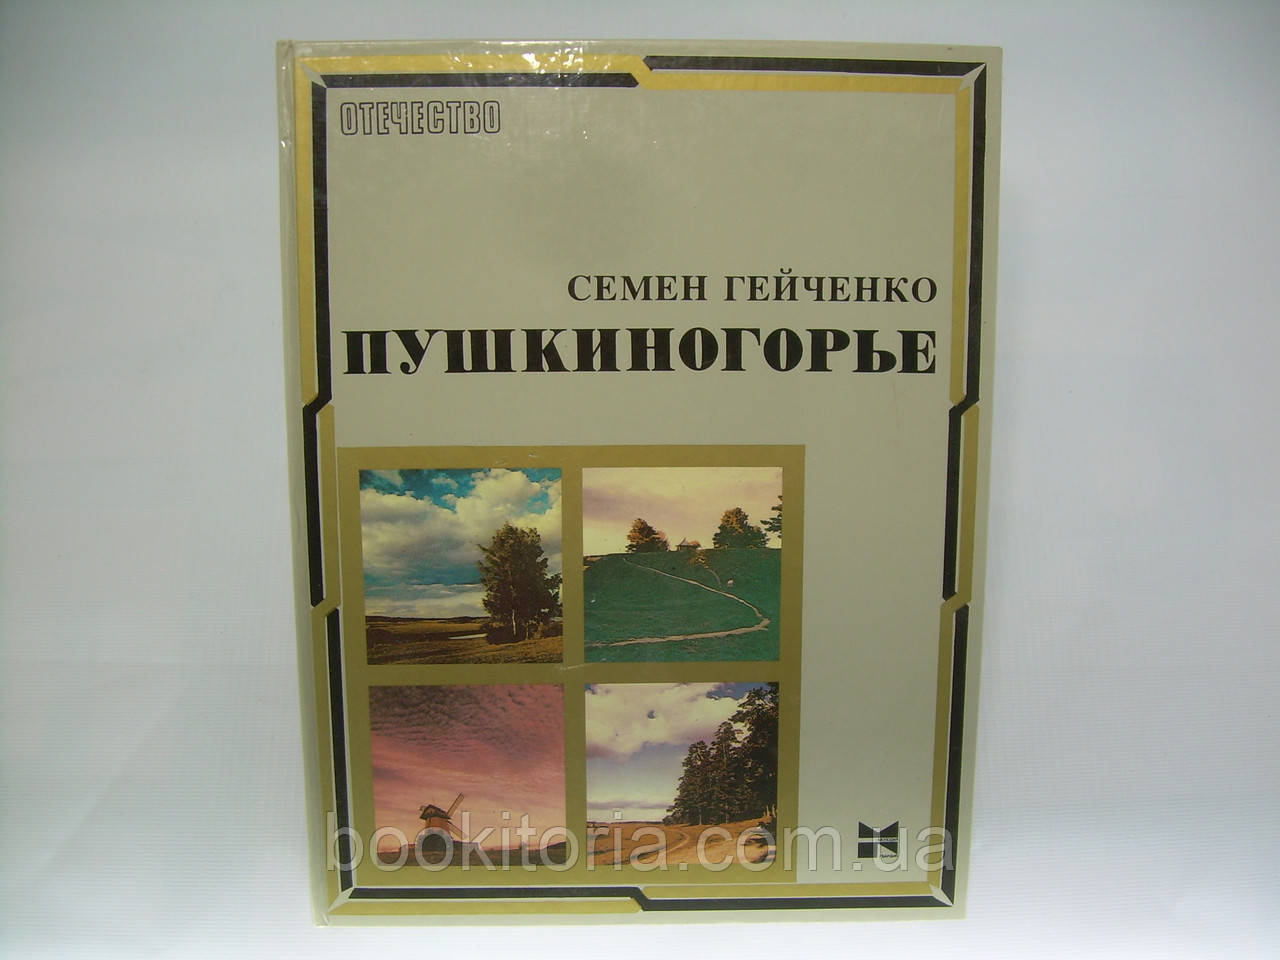 ОТЕЧЕСТВО
СЕМЕН ГЕЙЧЕНКО
ПУШКИНОГОРЬЕ
bookitoria.com.ua